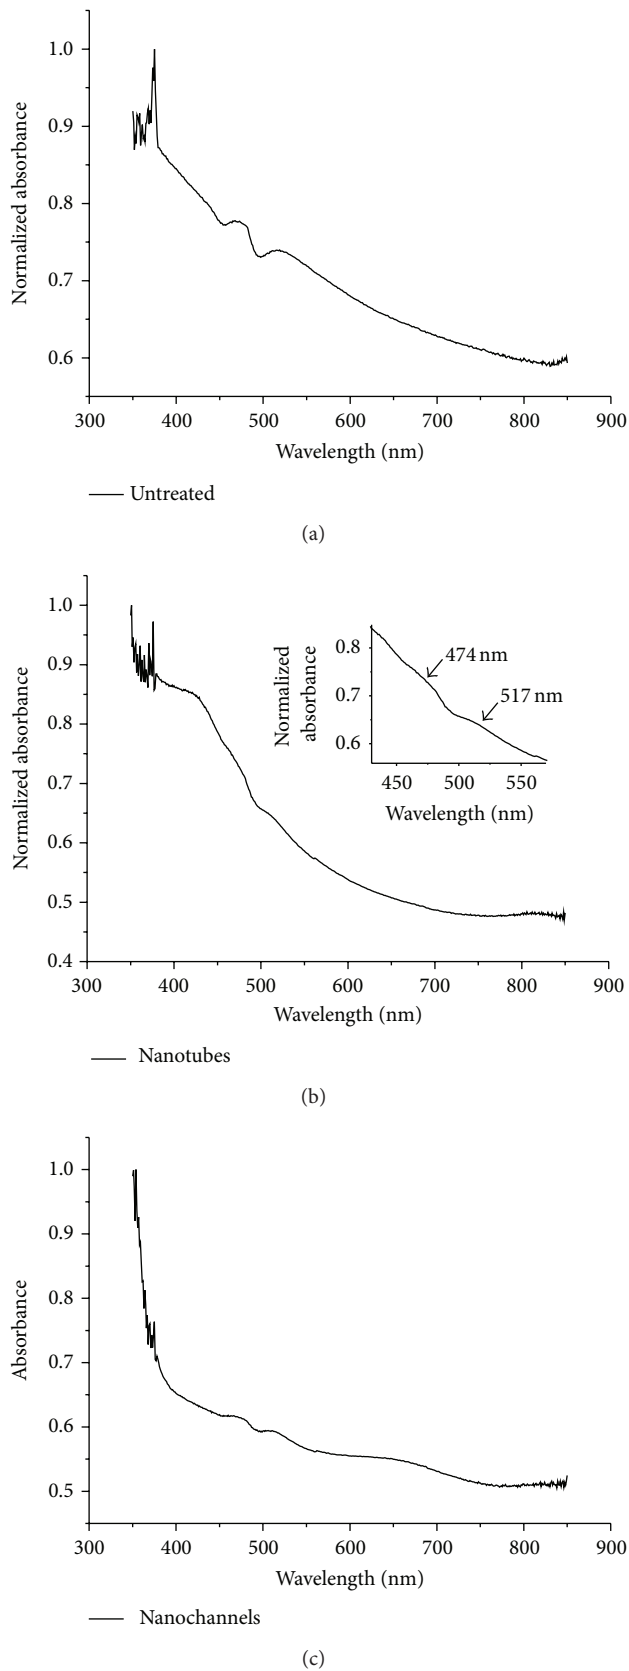 1.0
0.9
0.8
0.7
0.6
Normalized absorbance
300 400 500 600 700 800 900
Wavelength (nm)
Untreated
(a)
1.0
0.9
0.8
0.7
0.6
0.5
0.4
Normalized absorbance
0.8
0.7
0.6
Normalized
absorbance
474 nm
517 nm
450 500 550
Wavelength (nm)
300 400 500 600 700 800 900
Wavelength (nm)
Nanotubes
(b)
1.0
0.9
0.8
0.7
0.6
0.5
Absorbance
300 400 500 600 700 800 900
Wavelength (nm)
Nanochannels
(c)